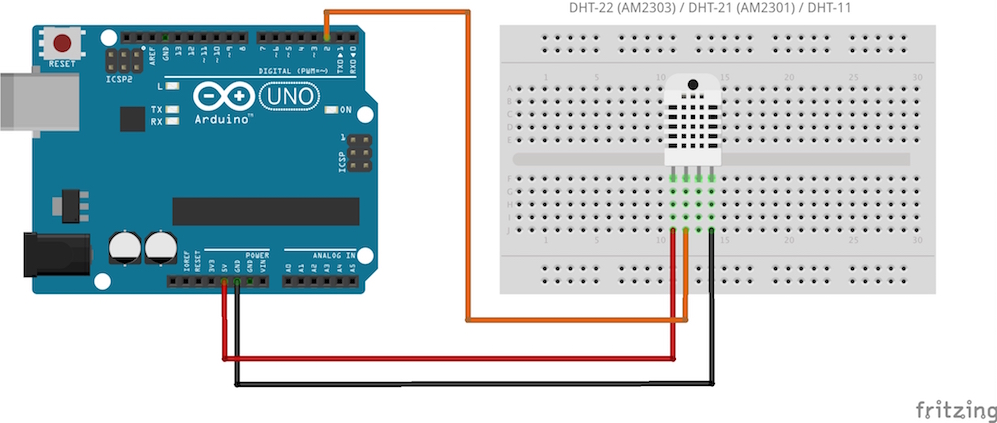 DHT-22 (AM2303) / DHT-21 (AM2301) / DHT-11
RESET
ICSP2
AREF
GND
13
12
~11
~10
~9
8
7
~6
~5
4
~3
2
TXD▶1
RXD◀0
DIGITAL (PWM=~)
L
TX
RX
UNO
Arduino™
ON
1
ICSP
IOREF
RESET
3V3
5V
GND
GND
VIN
POWER
ANALOG IN
A0
A1
A2
A3
A4
A5
1 5 10 15 20 25 30
A
B
C
D
E
F
G
H
I
J
1 5 10 15 20 25 30
fritzing